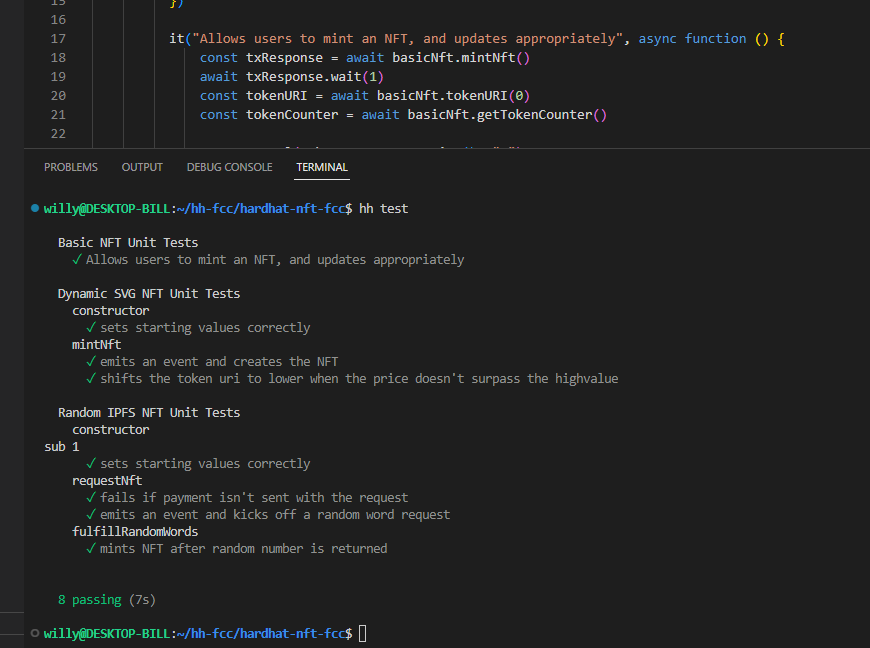 15 })
16
17 it("Allows users to mint an NFT, and updates appropriately", async function () {
18 const txResponse = await basicNft.mintNft()
19 await txResponse.wait(1)
20 const tokenURI = await basicNft.tokenURI(0)
21 const tokenCounter = await basicNft.getTokenCounter()
22
PROBLEMS OUTPUT DEBUG CONSOLE TERMINAL
willy@DESKTOP-BILL:~/hh-fcc/hardhat-nft-fcc$ hh test
Basic NFT Unit Tests
✓ Allows users to mint an NFT, and updates appropriately
Dynamic SVG NFT Unit Tests
constructor
✓ sets starting values correctly
mintNft
✓ emits an event and creates the NFT
✓ shifts the token uri to lower when the price doesn't surpass the highvalue
Random IPFS NFT Unit Tests
constructor
sub 1
✓ sets starting values correctly
requestNft
✓ fails if payment isn't sent with the request
✓ emits an event and kicks off a random word request
fulfillRandomWords
✓ mints NFT after random number is returned
8 passing (7s)
willy@DESKTOP-BILL:~/hh-fcc/hardhat-nft-fcc$